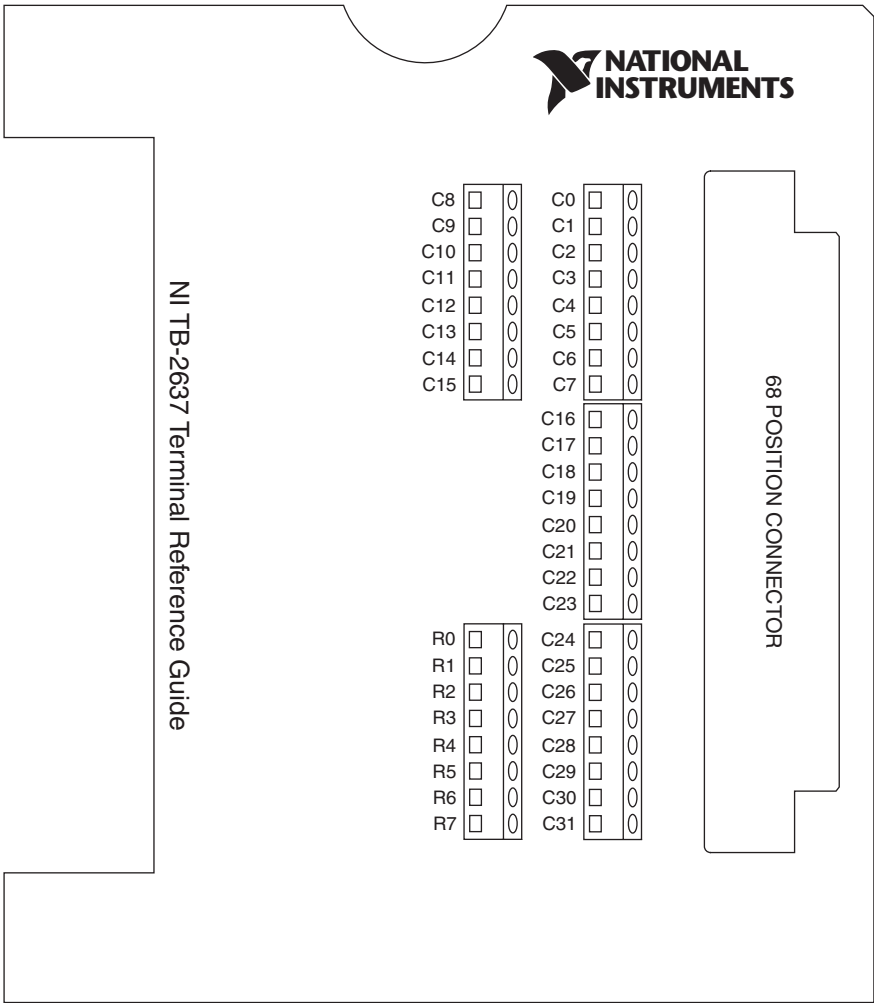 NATIONAL
INSTRUMENTS
C8
C9
C10
C11
C12
C13
C14
C15
C0
C1
C2
C3
C4
C5
C6
C7
C16
C17
C18
C19
C20
C21
C22
C23
R0
R1
R2
R3
R4
R5
R6
R7
C24
C25
C26
C27
C28
C29
C30
C31
NI TB-2637 Terminal Reference Guide
68 POSITION CONNECTOR